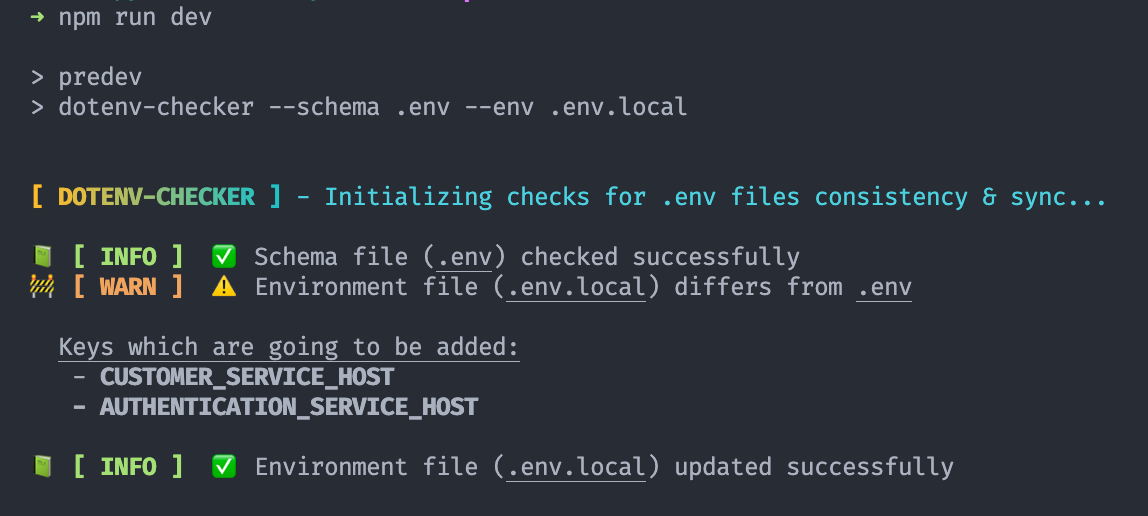 ➜ npm run dev
> predev
> dotenv-checker --schema .env --env .env.local
[ DOTENV-CHECKER ] - Initializing checks for .env files consistency & sync...
📗 [ INFO ] ✅ Schema file (.env) checked successfully
🚧 [ WARN ] ⚠️ Environment file (.env.local) differs from .env
Keys which are going to be added:
- CUSTOMER_SERVICE_HOST
- AUTHENTICATION_SERVICE_HOST
📗 [ INFO ] ✅ Environment file (.env.local) updated successfully